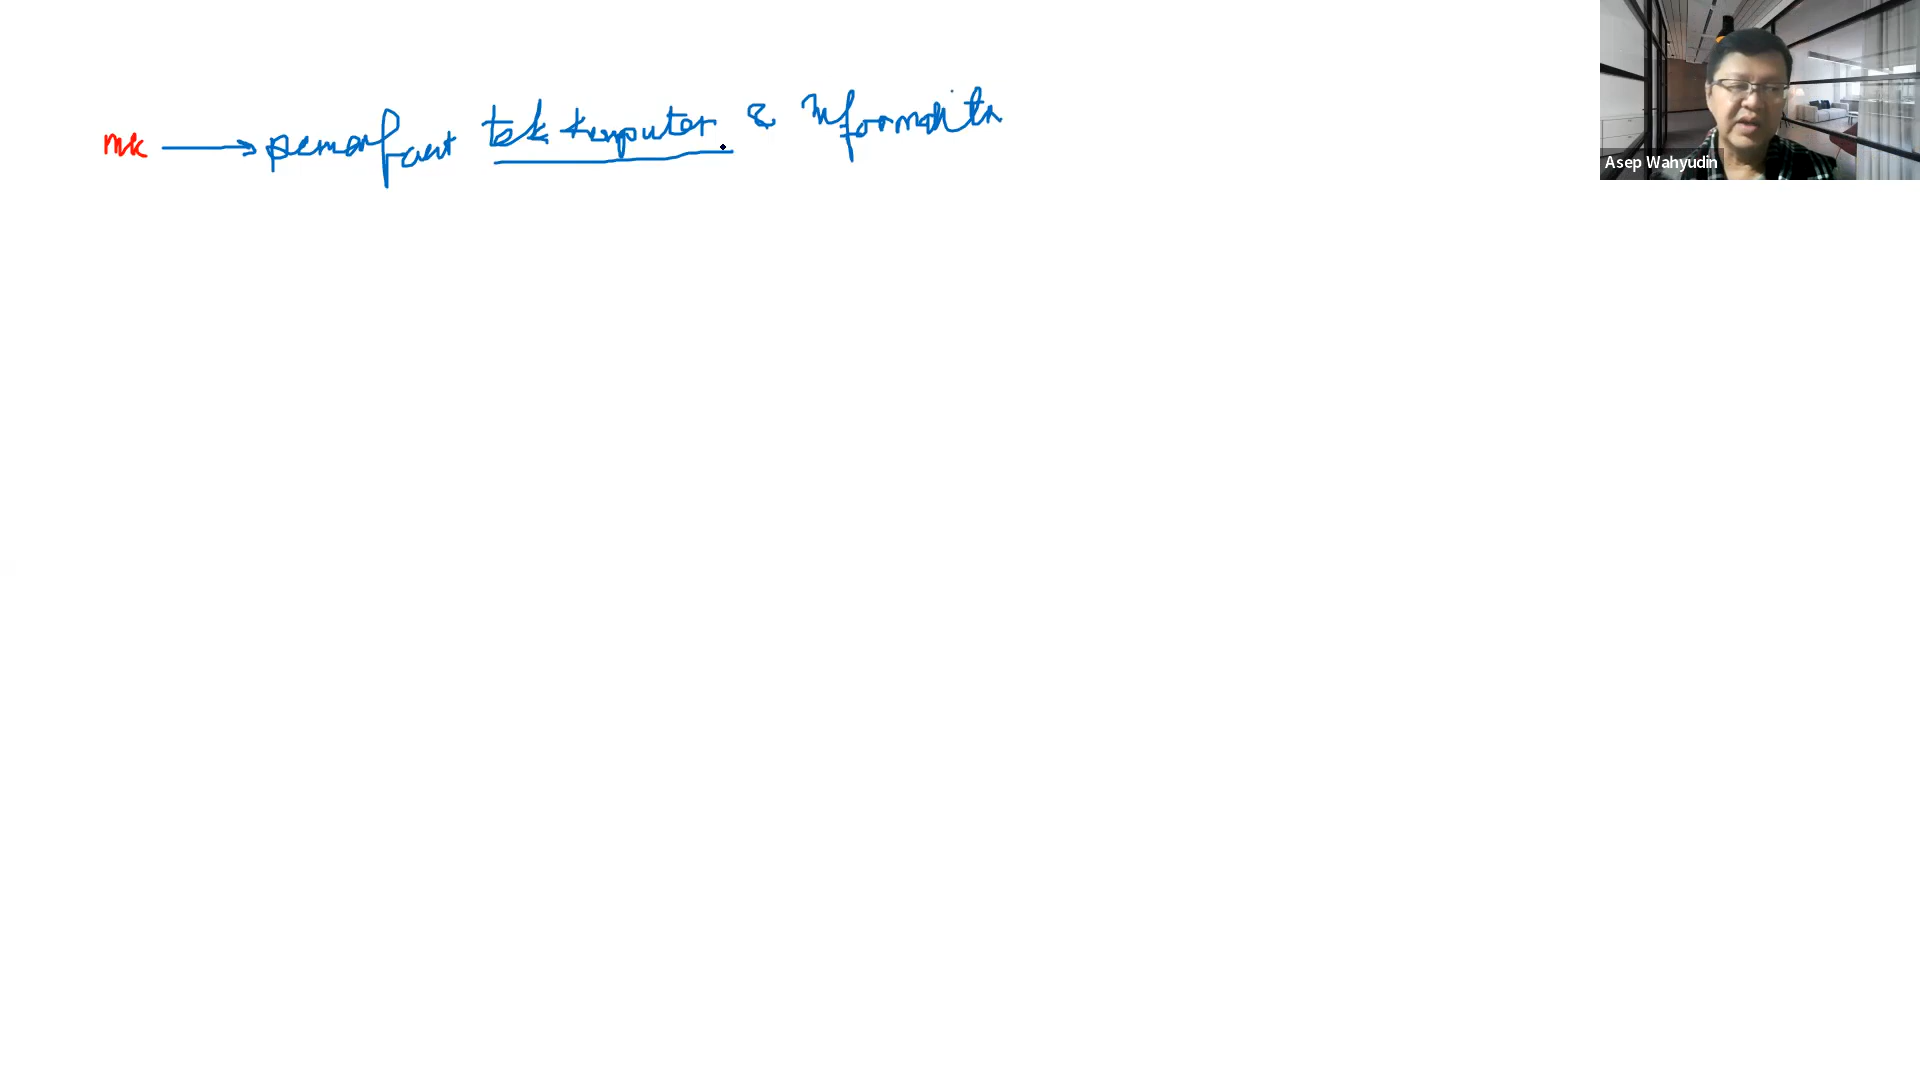 mk → pemanfaat tek komputer & Informatika
Asep Wahyudin